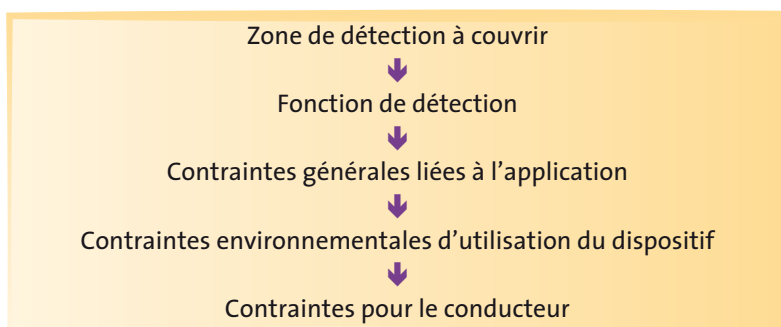 Zone de détection à couvrir
Fonction de détection
Contraintes générales liées à l’application
Contraintes environnementales d’utilisation du dispositif
Contraintes pour le conducteur